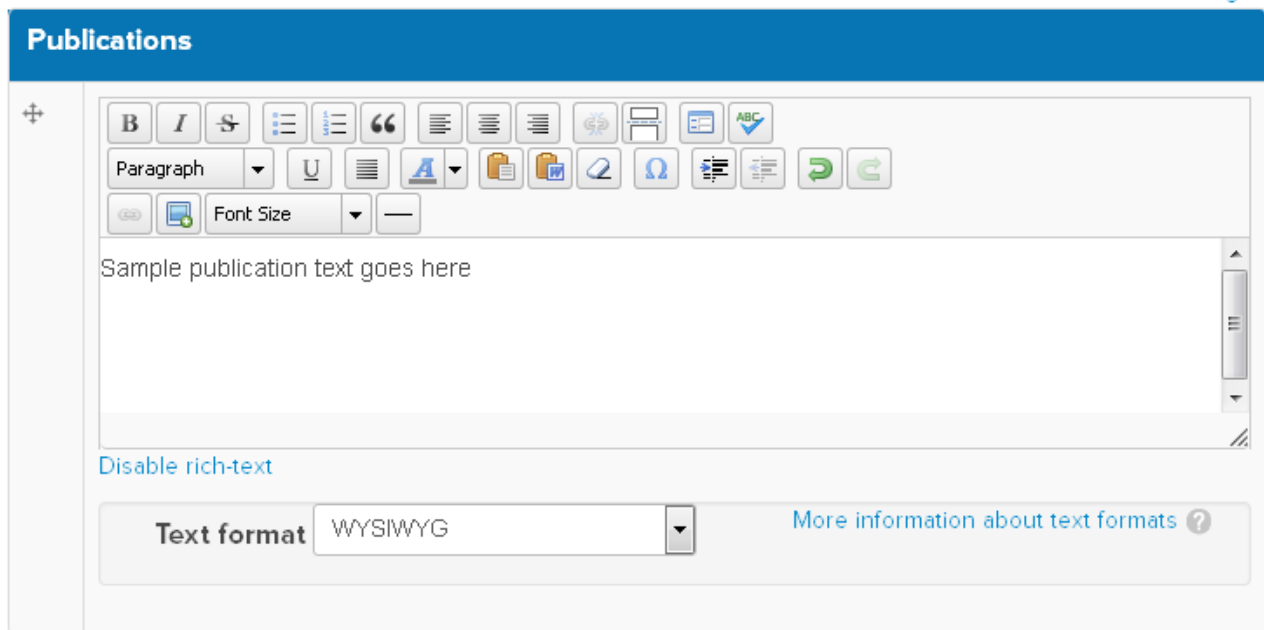 Publications
B I S ABC
Paragraph U A W Ω
Font Size
Sample publication text goes here
Disable rich-text
Text format WYSIWYG More information about text formats ?